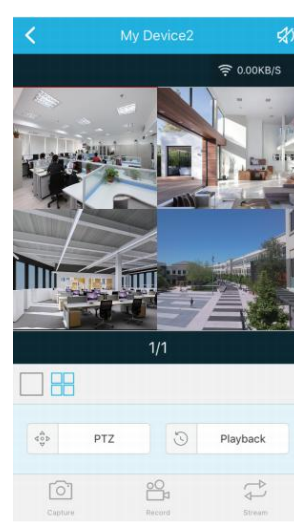 My Device2
0.00KB/S
1/1
PTZ
Playback
Capture
Record
Stream